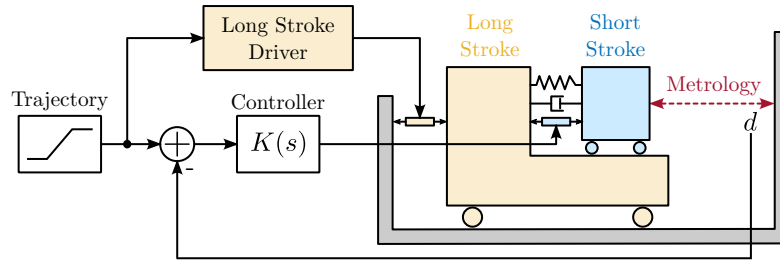 Long Stroke
Driver
Long
Stroke
Short
Stroke
Trajectory
Controller
Metrology
K(s)
d
-